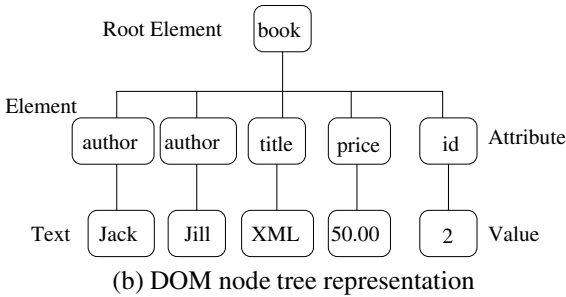 Root Element book
Element
author author title price id Attribute
Text Jack Jill XML 50.00 2 Value
(b) DOM node tree representation